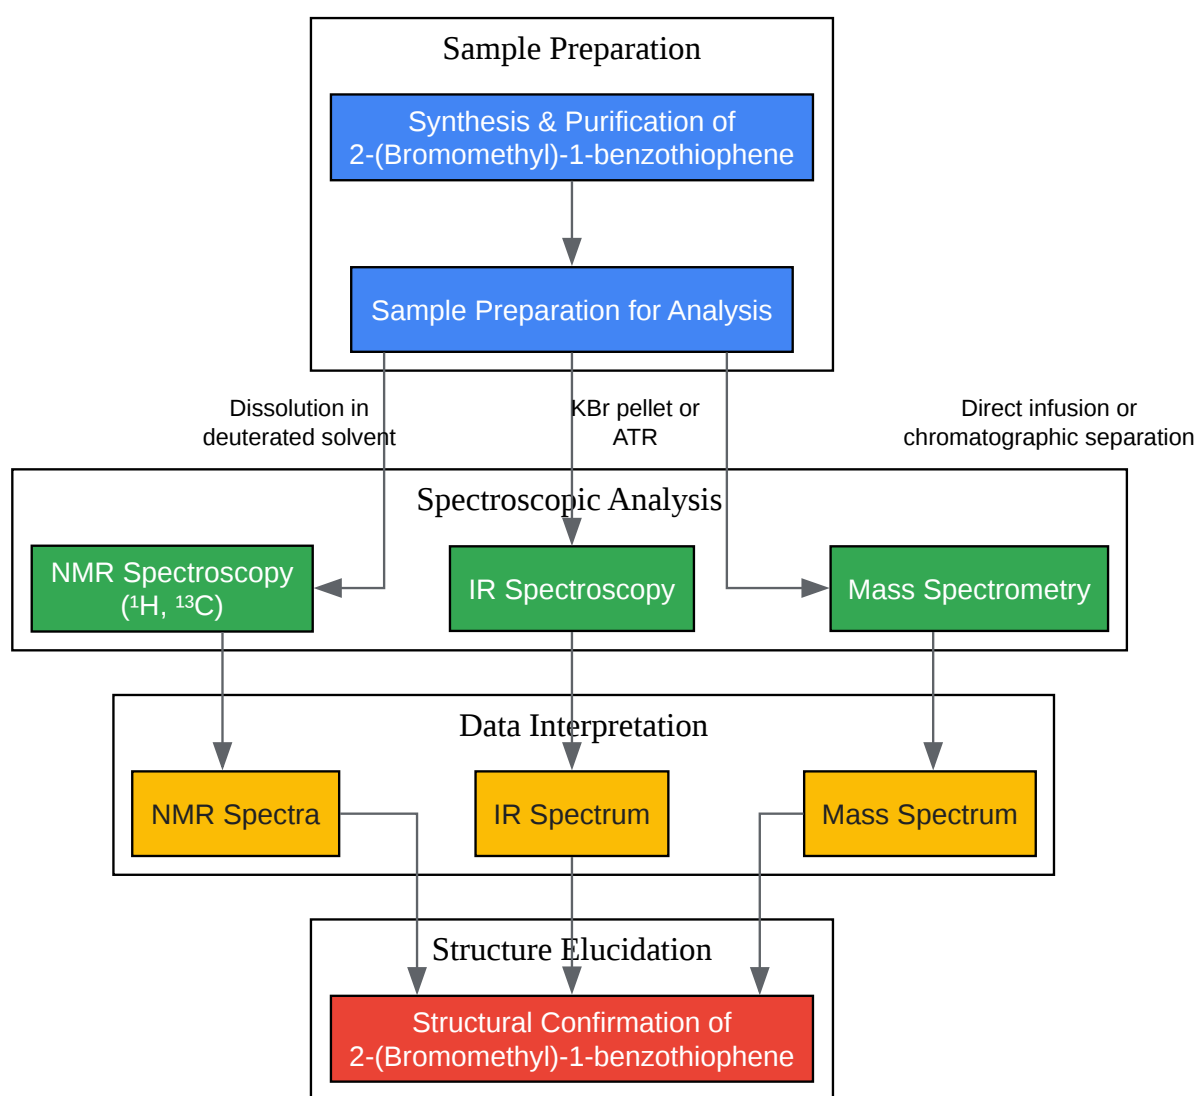 Sample Preparation
Synthesis & Purification of
2-(Bromomethyl)-1-benzothiophene
Sample Preparation for Analysis
Dissolution in
deuterated solvent
KBr pellet or
ATR
Direct infusion or
chromatographic separation
Spectroscopic Analysis
NMR Spectroscopy
(¹H, ¹³C)
IR Spectroscopy
Mass Spectrometry
Data Interpretation
NMR Spectra
IR Spectrum
Mass Spectrum
Structure Elucidation
Structural Confirmation of
2-(Bromomethyl)-1-benzothiophene